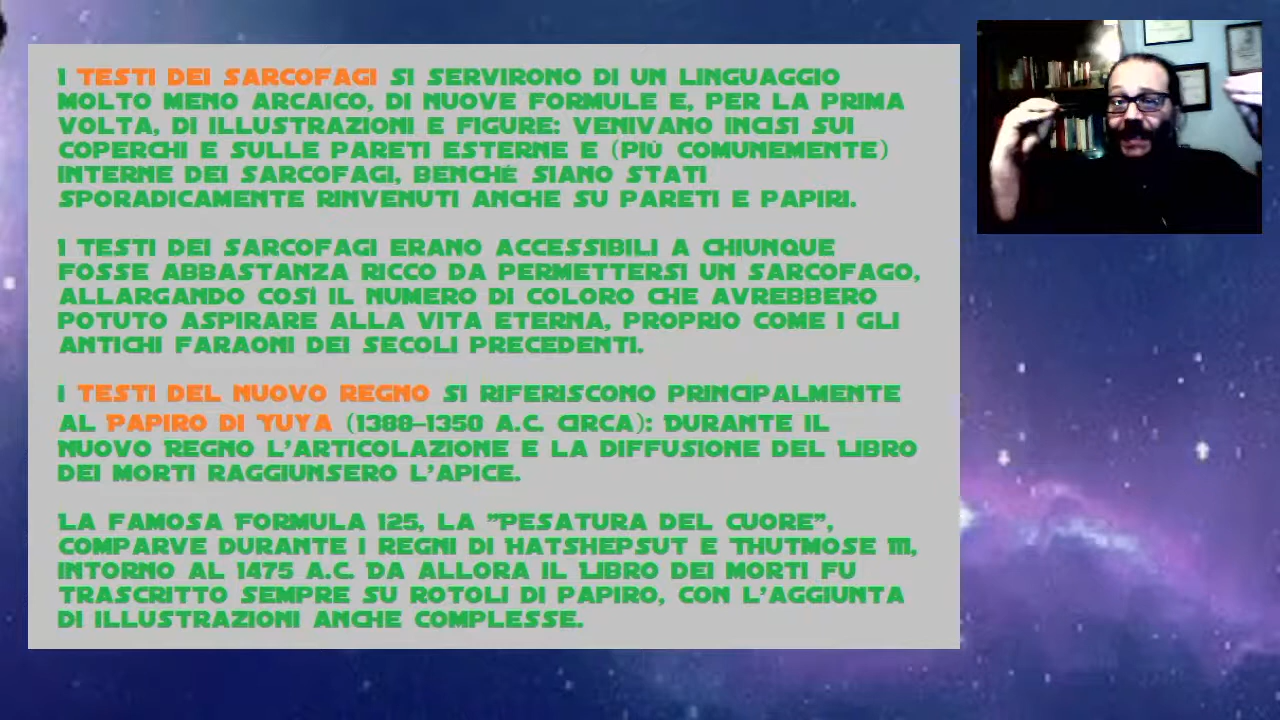 I TESTI DEI SARCOFAGI SI SERVIRONO DI UN LINGUAGGIO
MOLTO MENO ARCAICO, DI NUOVE FORMULE E, PER LA PRIMA
VOLTA, DI ILLUSTRAZIONI E FIGURE: VENIVANO INCISI SUI
COPERCHI E SULLE PARETI ESTERNE E (PIÙ COMUNEMENTE)
INTERNE DEI SARCOFAGI, BENCHÉ SIANO STATI
SPORADICAMENTE RINVENUTI ANCHE SU PARETI E PAPIRI.
I TESTI DEI SARCOFAGI ERANO ACCESSIBILI A CHIUNQUE
FOSSE ABBASTANZA RICCO DA PERMETTERSI UN SARCOFAGO,
ALLARGANDO COSÌ IL NUMERO DI COLORO CHE AVREBBERO
POTUTO ASPIRARE ALLA VITA ETERNA, PROPRIO COME I GLI
ANTICHI FARAONI DEI SECOLI PRECEDENTI.
I TESTI DEL NUOVO REGNO SI RIFERISCONO PRINCIPALMENTE
AL PAPIRO DI YUYA (1388–1350 A.C. CIRCA): DURANTE IL
NUOVO REGNO L'ARTICOLAZIONE E LA DIFFUSIONE DEL LIBRO
DEI MORTI RAGGIUNSERO L'APICE.
LA FAMOSA FORMULA 125, LA "PESATURA DEL CUORE",
COMPARVE DURANTE I REGNI DI HATSHEPSUT E THUTMOSE III,
INTORNO AL 1475 A.C. DA ALLORA IL LIBRO DEI MORTI FU
TRASCRITTO SEMPRE SU ROTOLI DI PAPIRO, CON L'AGGIUNTA
DI ILLUSTRAZIONI ANCHE COMPLESSE.